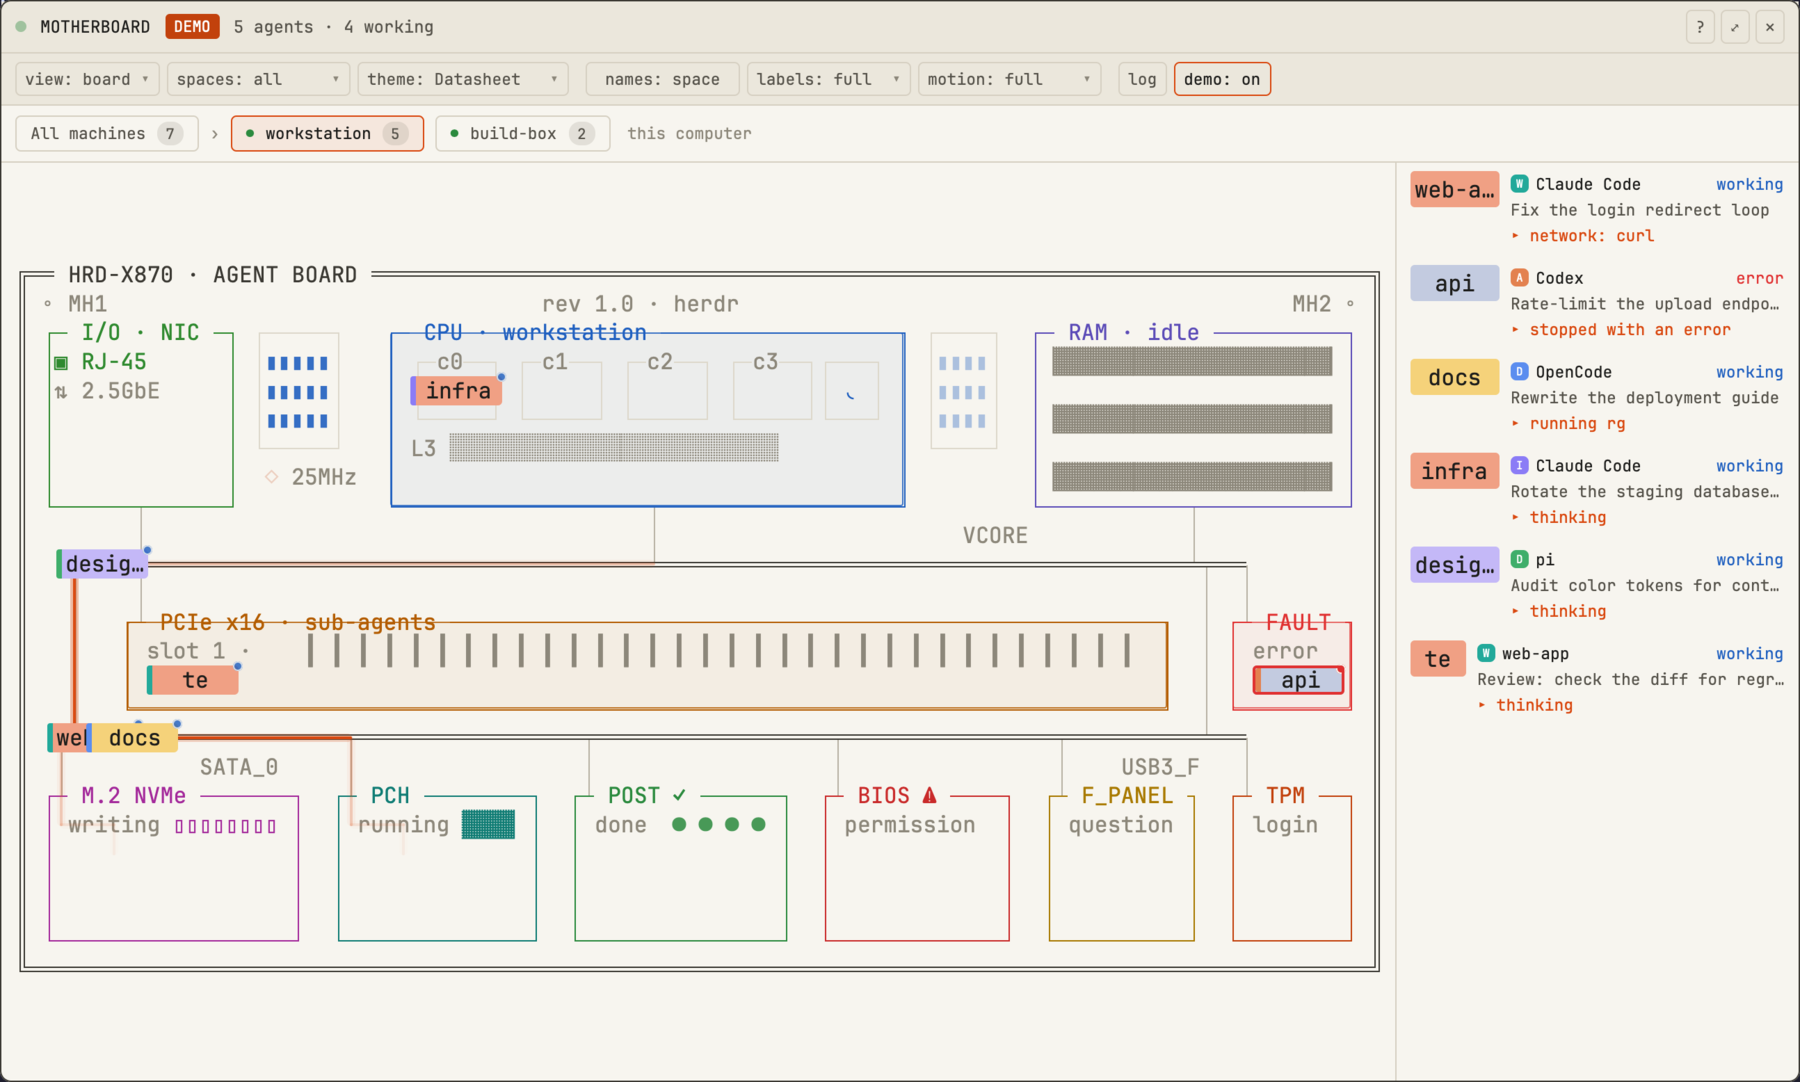 MOTHERBOARD DEMO 5 agents · 4 working ? ⤢ ×
view: board ▾ spaces: all ▾ theme: Datasheet ▾ names: space labels: full ▾ motion: full ▾ log demo: on
All machines 7 › workstation 5 build-box 2 this computer
HRD-X870 · AGENT BOARD
MH1 rev 1.0 · herdr MH2
I/O · NIC
RJ-45
2.5GbE
25MHz
CPU · workstation
c0 c1 c2 c3
infra
L3
RAM · idle
VCORE
desig…
PCIe x16 · sub-agents
slot 1 ·
te
FAULT
error
api
docs
SATA_0 USB3_F
M.2 NVMe
writing
PCH
running
POST ✓
done
BIOS
permission
F_PANEL
question
TPM
login
web-a… W Claude Code working
Fix the login redirect loop
▸ network: curl
api A Codex error
Rate-limit the upload endpo…
▸ stopped with an error
docs D OpenCode working
Rewrite the deployment guide
▸ running rg
infra I Claude Code working
Rotate the staging database…
▸ thinking
desig… D pi working
Audit color tokens for cont…
▸ thinking
te W web-app working
Review: check the diff for regr…
▸ thinking